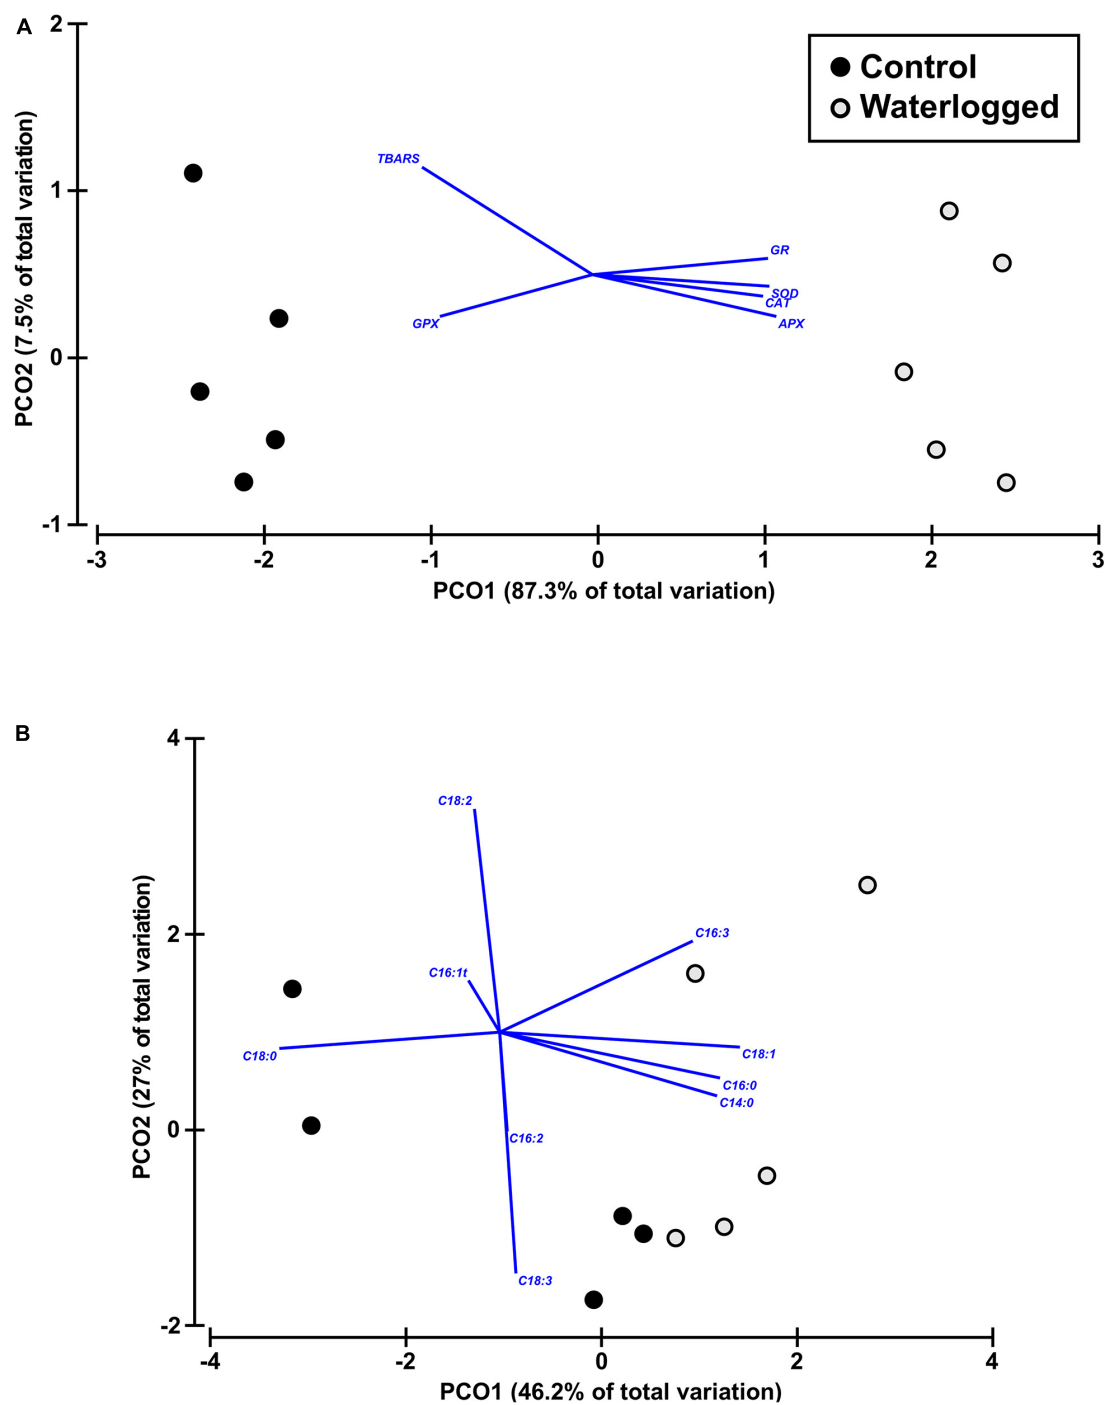 A
2
1
0
-1
PCO2 (7.5% of total variation)
Control
Waterlogged
TBARS
GR
SOD
CAT
APX
GPX
-3
-2
-1
0
1
2
3
PCO1 (87.3% of total variation)
B
4
2
0
-2
PCO2 (27% of total variation)
C18:2
C16:3
C16:1t
C18:0
C18:1
C16:0
C14:0
C16:2
C18:3
-4
-2
0
2
4
PCO1 (46.2% of total variation)